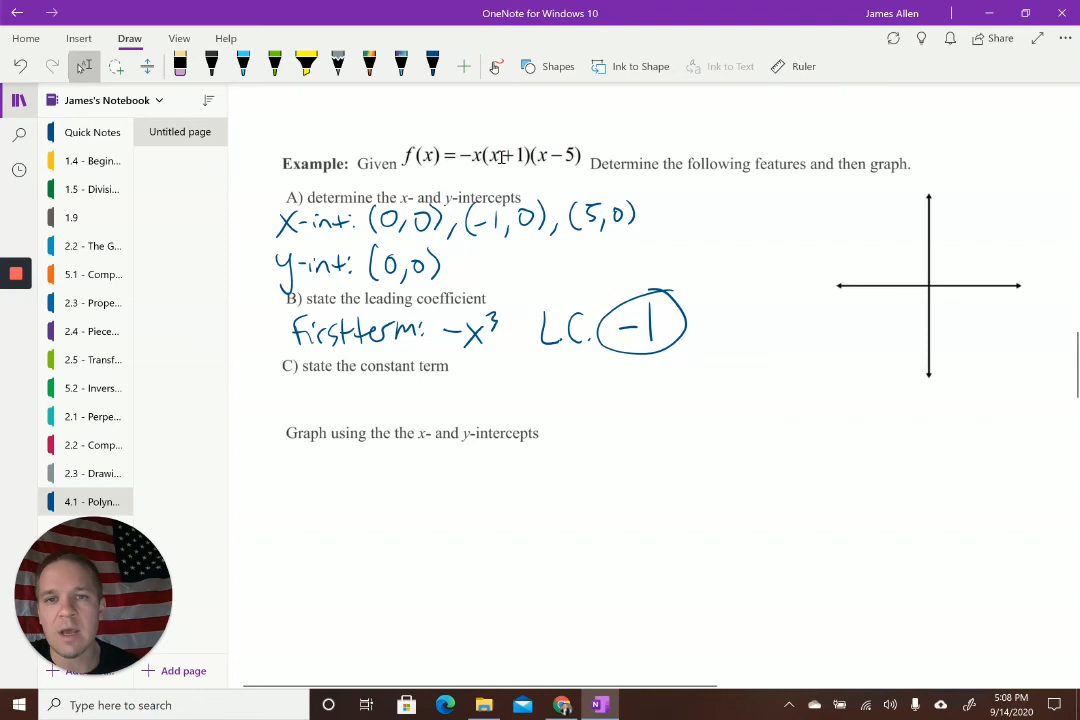 OneNote for Windows 10
James Allen
Home Insert Draw View Help
Share
Shapes Ink to Shape Ink to Text Ruler
James's Notebook
Quick Notes
1.4 - Begin...
1.5 - Divisi...
1.9
2.2 - The G...
5.1 - Comp...
2.3 - Prope...
2.4 - Piece...
2.5 - Transf...
5.2 - Invers...
2.1 - Perpe...
2.2 - Comp...
2.3 - Drawi...
4.1 - Polyn...
Untitled page
Example: Given f(x) = −x(x+1)(x−5) Determine the following features and then graph.
A) determine the x- and y-intercepts
x-int: (0,0), (-1,0), (5,0)
y-int: (0,0)
B) state the leading coefficient
first term: -x³ L.C. -1
C) state the constant term
Graph using the the x- and y-intercepts
Add page
Type here to search
5:08 PM
9/14/2020